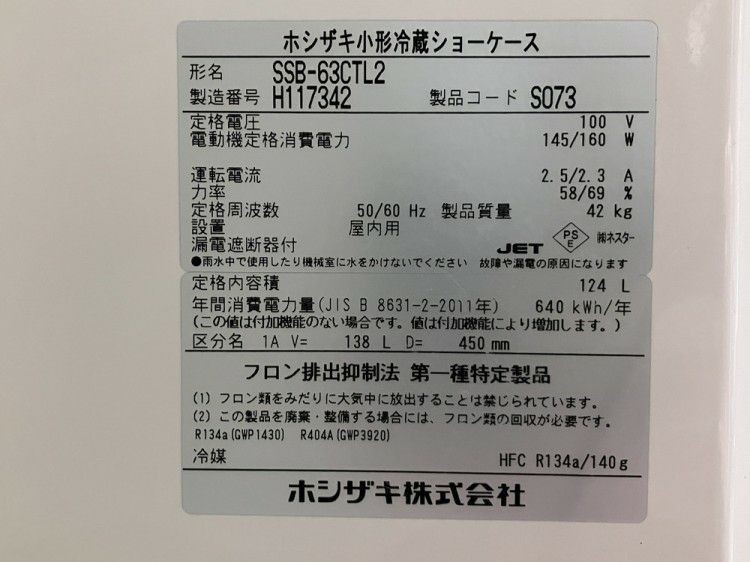 ホシザキ小形冷蔵ショーケース
形名 SSB-63CTL2
製造番号 H117342 製品コード S073
定格電圧 100 V
電動機定格消費電力 145/160 W
運転電流 2.5/2.3 A
力率 58/69 %
定格周波数 50/60 Hz 製品質量 42 kg
設置 屋内用
漏電遮断器付 JET PS E ㈱ネスター
●雨水中で使用したり機械室に水をかけないでください 故障や漏電の原因になります
定格内容積 124 L
年間消費電力量(JIS B 8631-2-2011年) 640 kWh/年
(この値は付加機能のない場合です。値は付加機能により増加します。)
区分名 1A V= 138 L D= 450 mm
フロン排出抑制法 第一種特定製品
(1) フロン類をみだりに大気中に放出することは禁じられています。
(2) この製品を廃棄・整備する場合には、フロン類の回収が必要です。
R134a(GWP1430) R404A(GWP3920)
冷媒 HFC R134a/140g
ホシザキ株式会社